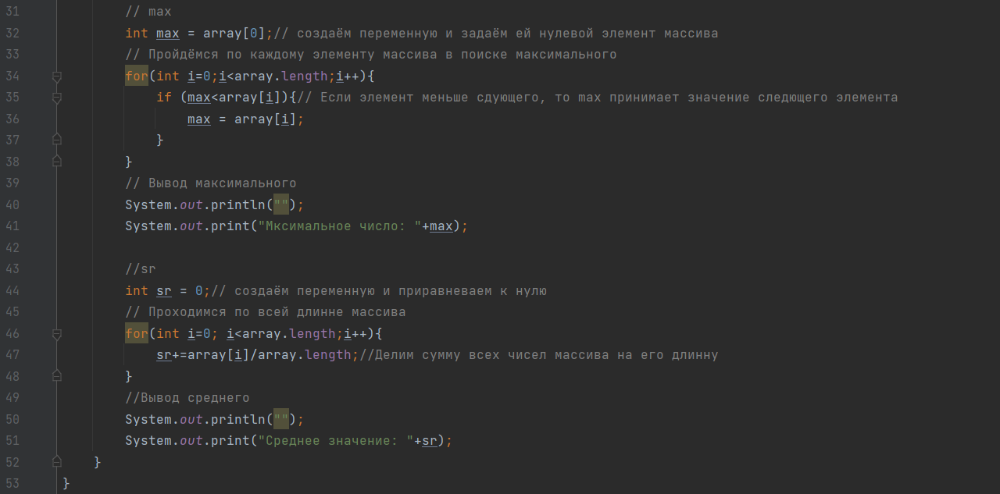 31 // max
32 int max = array[0];// создаём переменную и задаём ей нулевой элемент массива
33 // Пройдёмся по каждому элементу массива в поиске максимального
34 for(int i=0;i<array.length;i++){
35 if (max<array[i]){// Если элемент меньше сдующего, то max принимает значение следющего элемента
36 max = array[i];
37 }
38 }
39 // Вывод максимального
40 System.out.println("");
41 System.out.print("Мксимальное число: "+max);
42
43 //sr
44 int sr = 0;// создаём переменную и приравневаем к нулю
45 // Проходимся по всей длинне массива
46 for(int i=0; i<array.length;i++){
47 sr+=array[i]/array.length;//Делим сумму всех чисел массива на его длинну
48 }
49 //Вывод среднего
50 System.out.println("");
51 System.out.print("Среднее значение: "+sr);
52 }
53 }